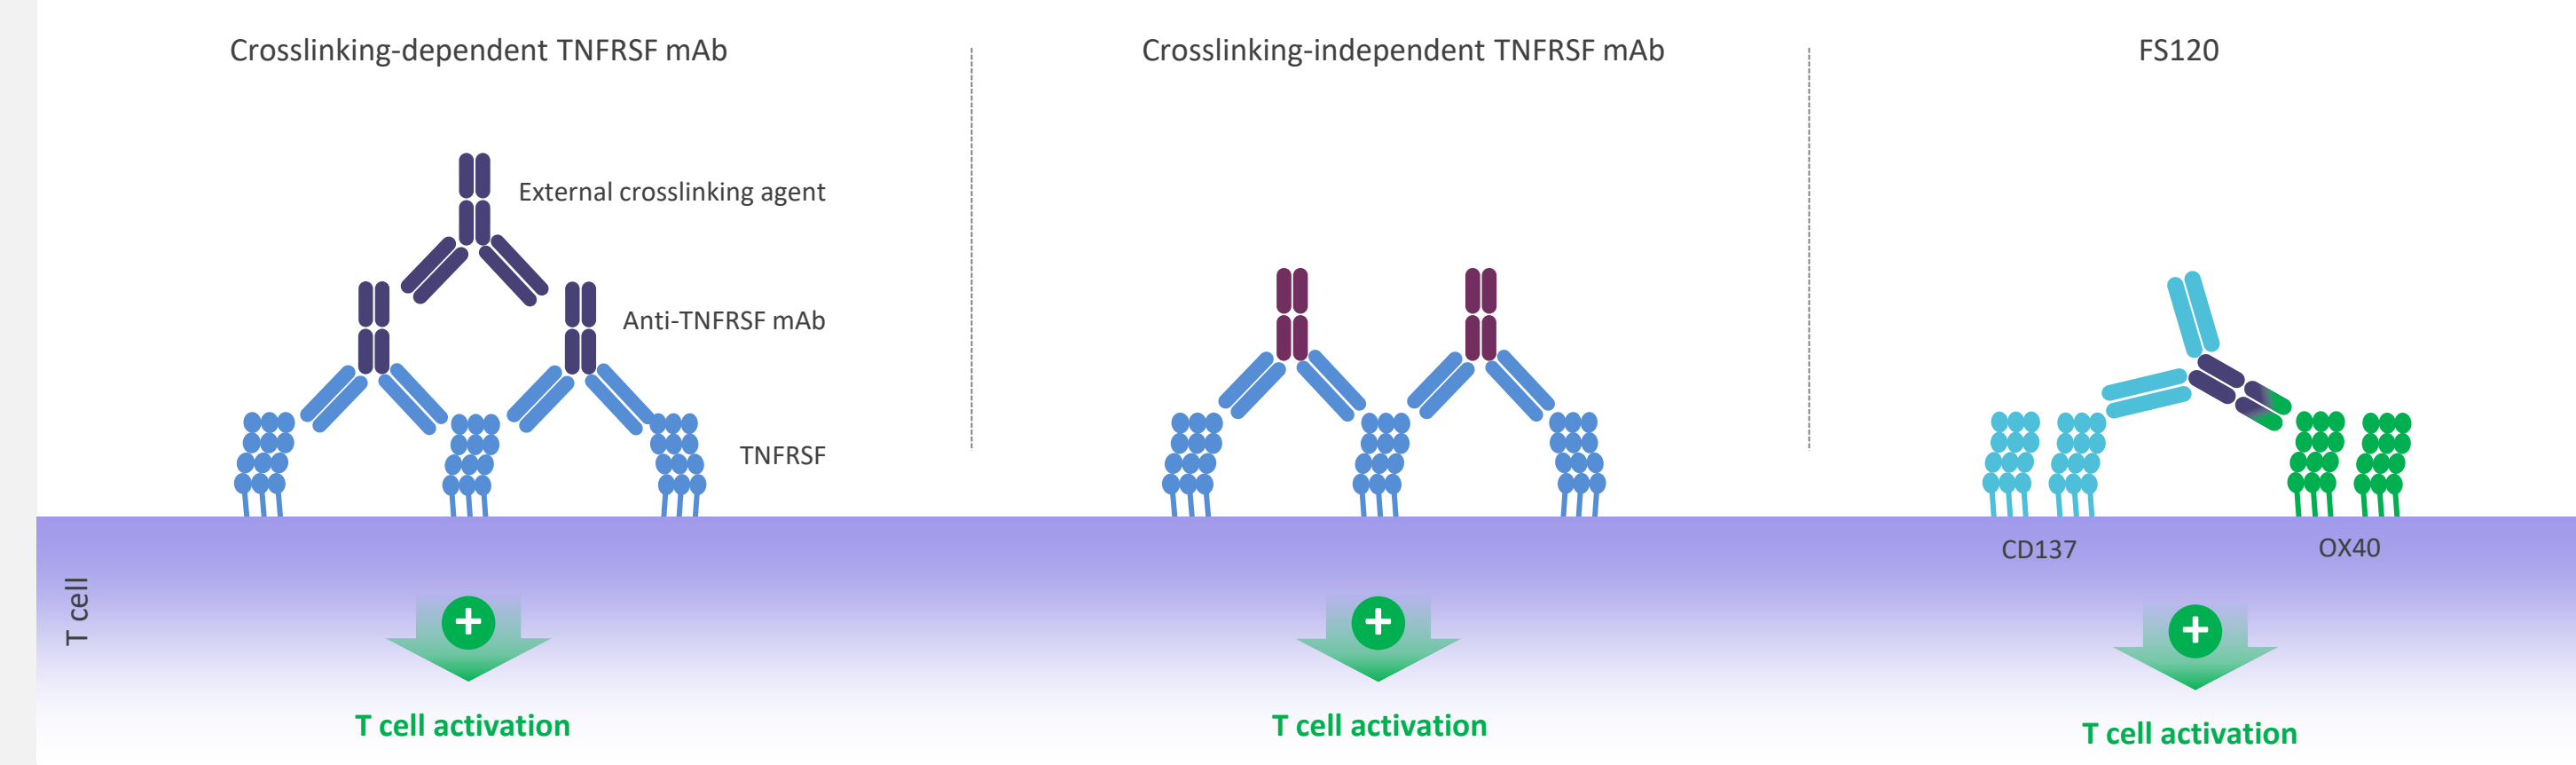 Crosslinking-dependent TNFRSF mAb
External crosslinking agent
Anti-TNFRSF mAb
TNFRSF
Crosslinking-independent TNFRSF mAb
FS120
CD137
OX40
T cell
+
T cell activation
+
T cell activation
+
T cell activation